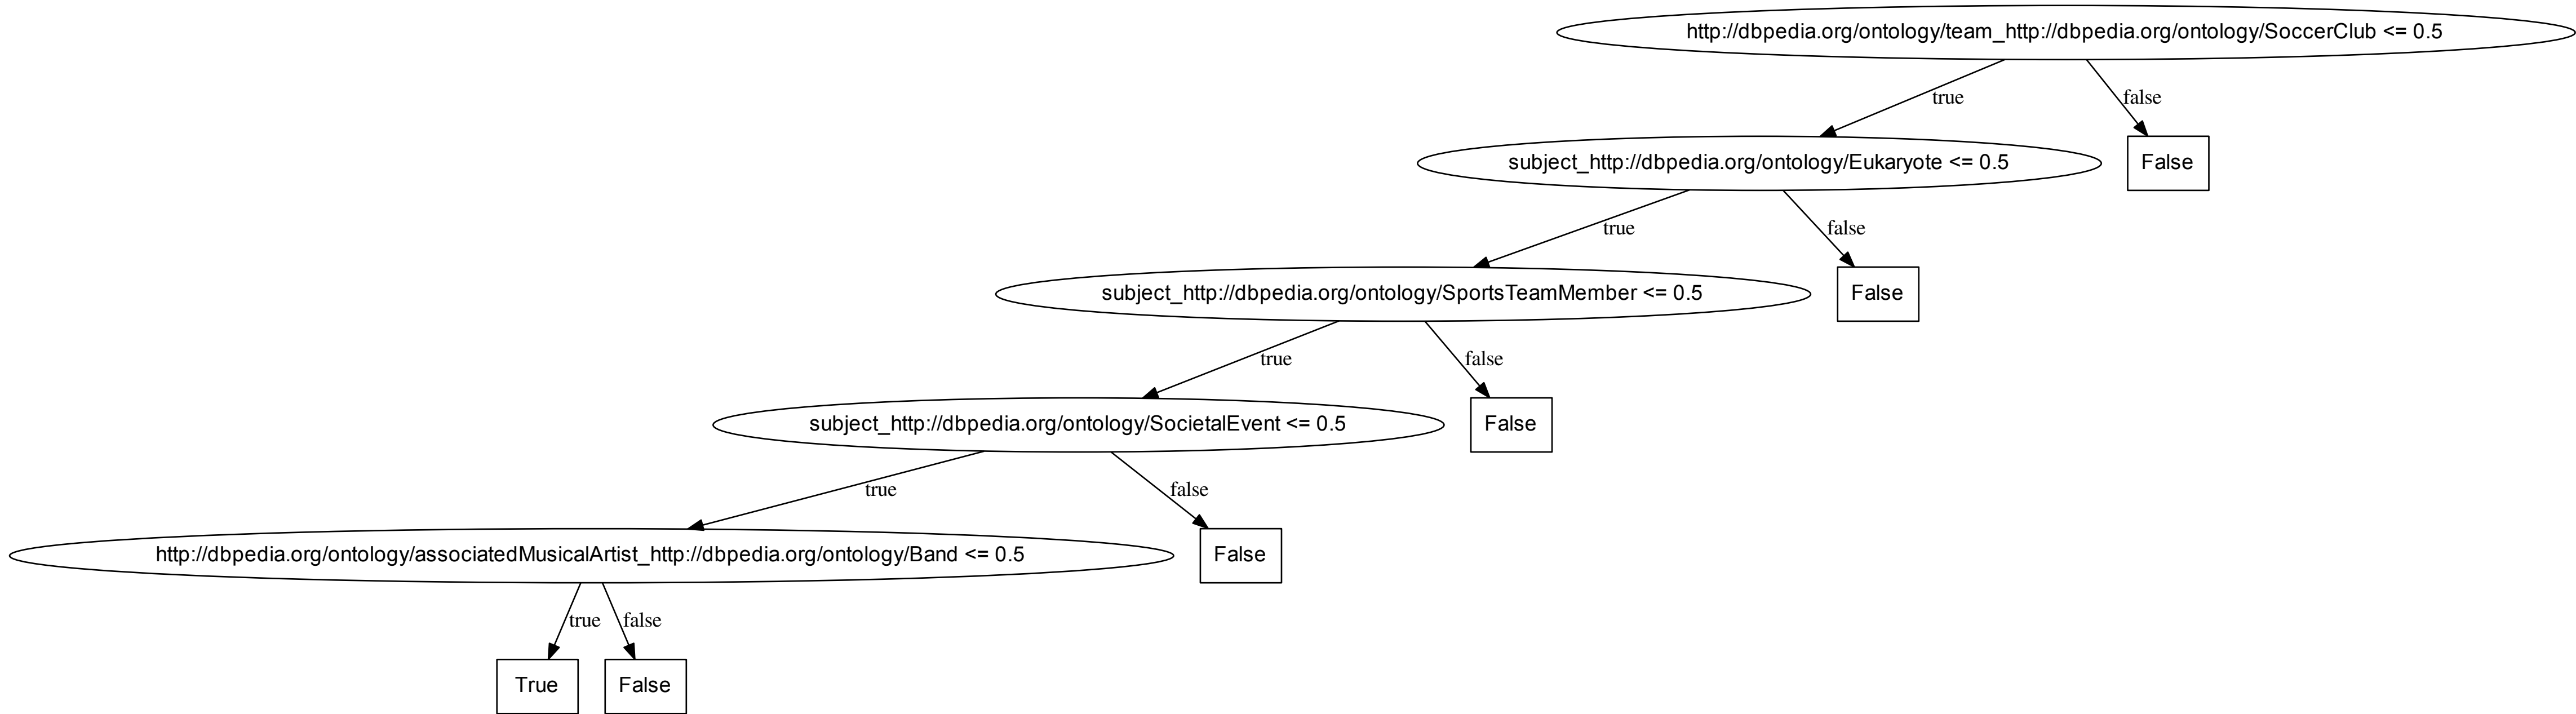 http://dbpedia.org/ontology/team_http://dbpedia.org/ontology/SoccerClub <= 0.5
true
false
subject_http://dbpedia.org/ontology/Eukaryote <= 0.5
False
true
false
subject_http://dbpedia.org/ontology/SportsTeamMember <= 0.5
False
true
false
subject_http://dbpedia.org/ontology/SocietalEvent <= 0.5
False
true
false
http://dbpedia.org/ontology/associatedMusicalArtist_http://dbpedia.org/ontology/Band <= 0.5
False
true
false
True
False